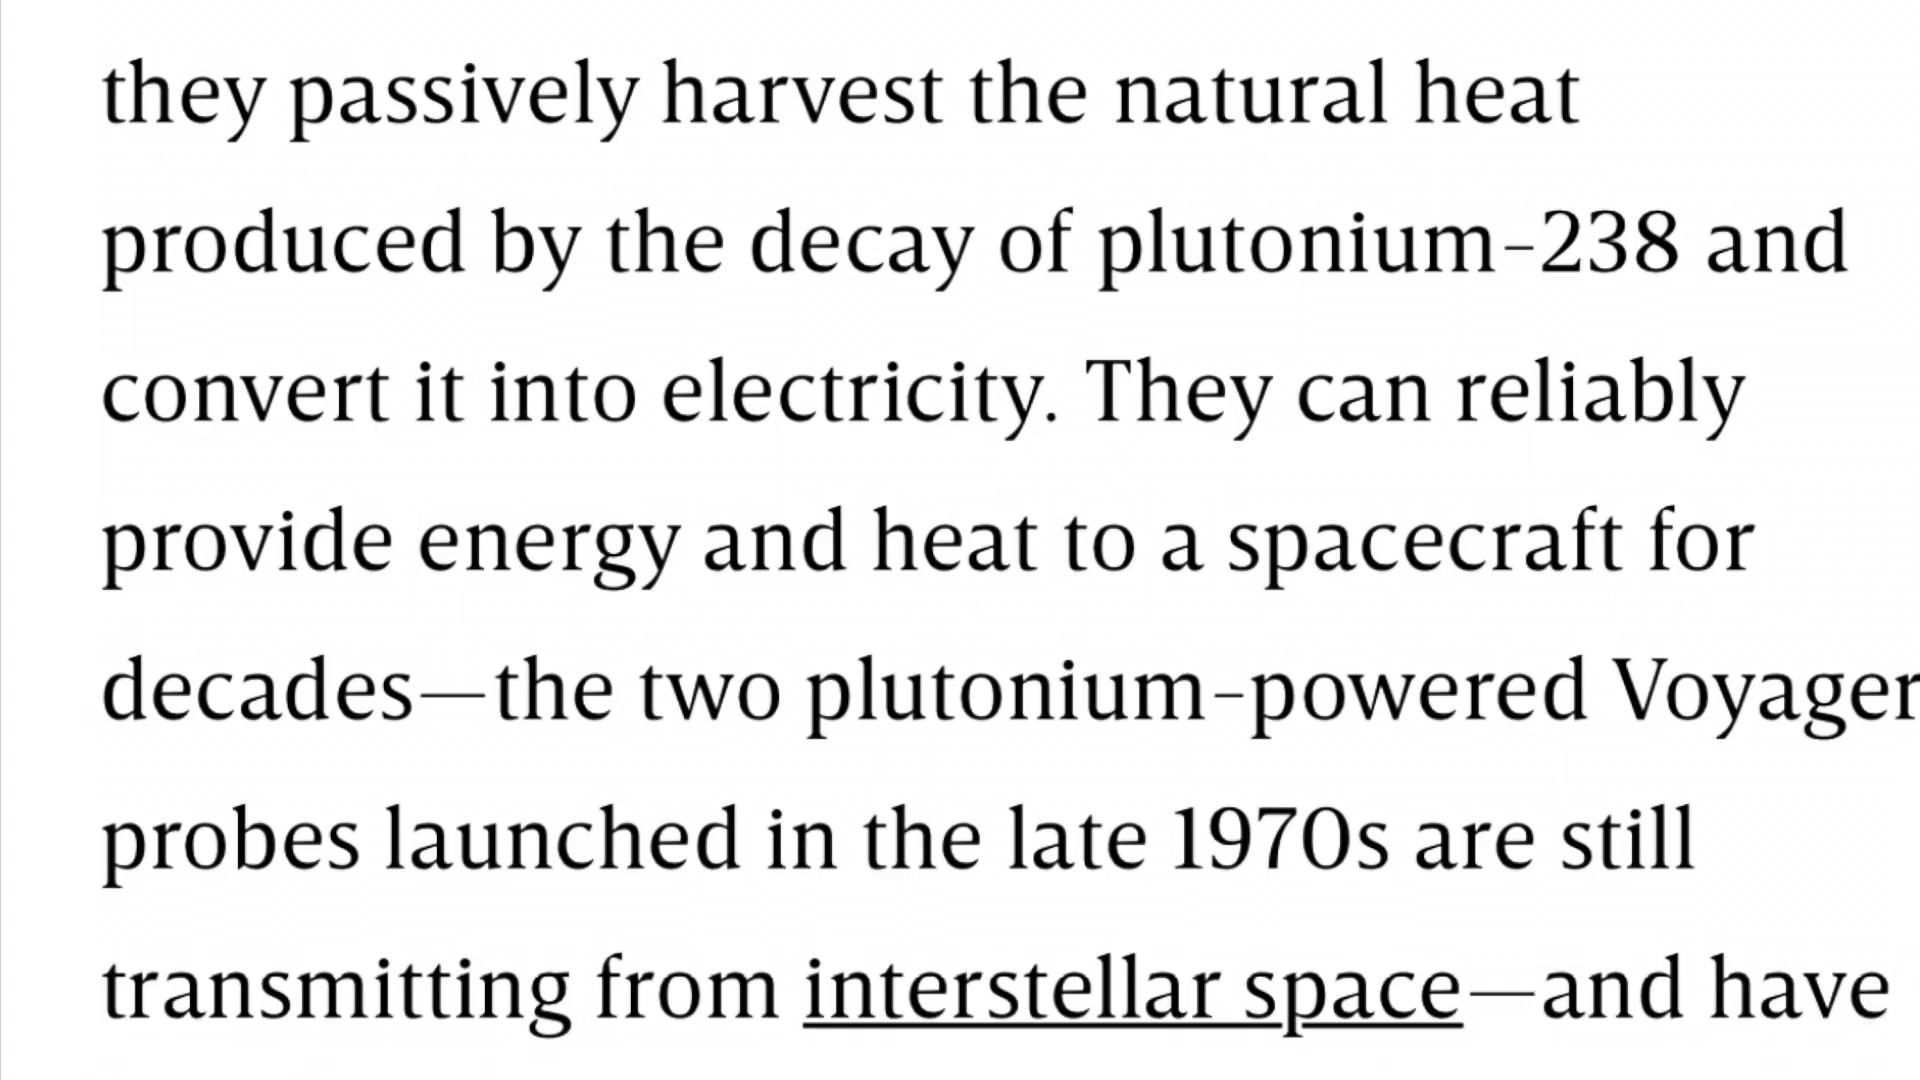 they passively harvest the natural heat
produced by the decay of plutonium-238 and
convert it into electricity. They can reliably
provide energy and heat to a spacecraft for
decades—the two plutonium-powered Voyager
probes launched in the late 1970s are still
transmitting from interstellar space—and have